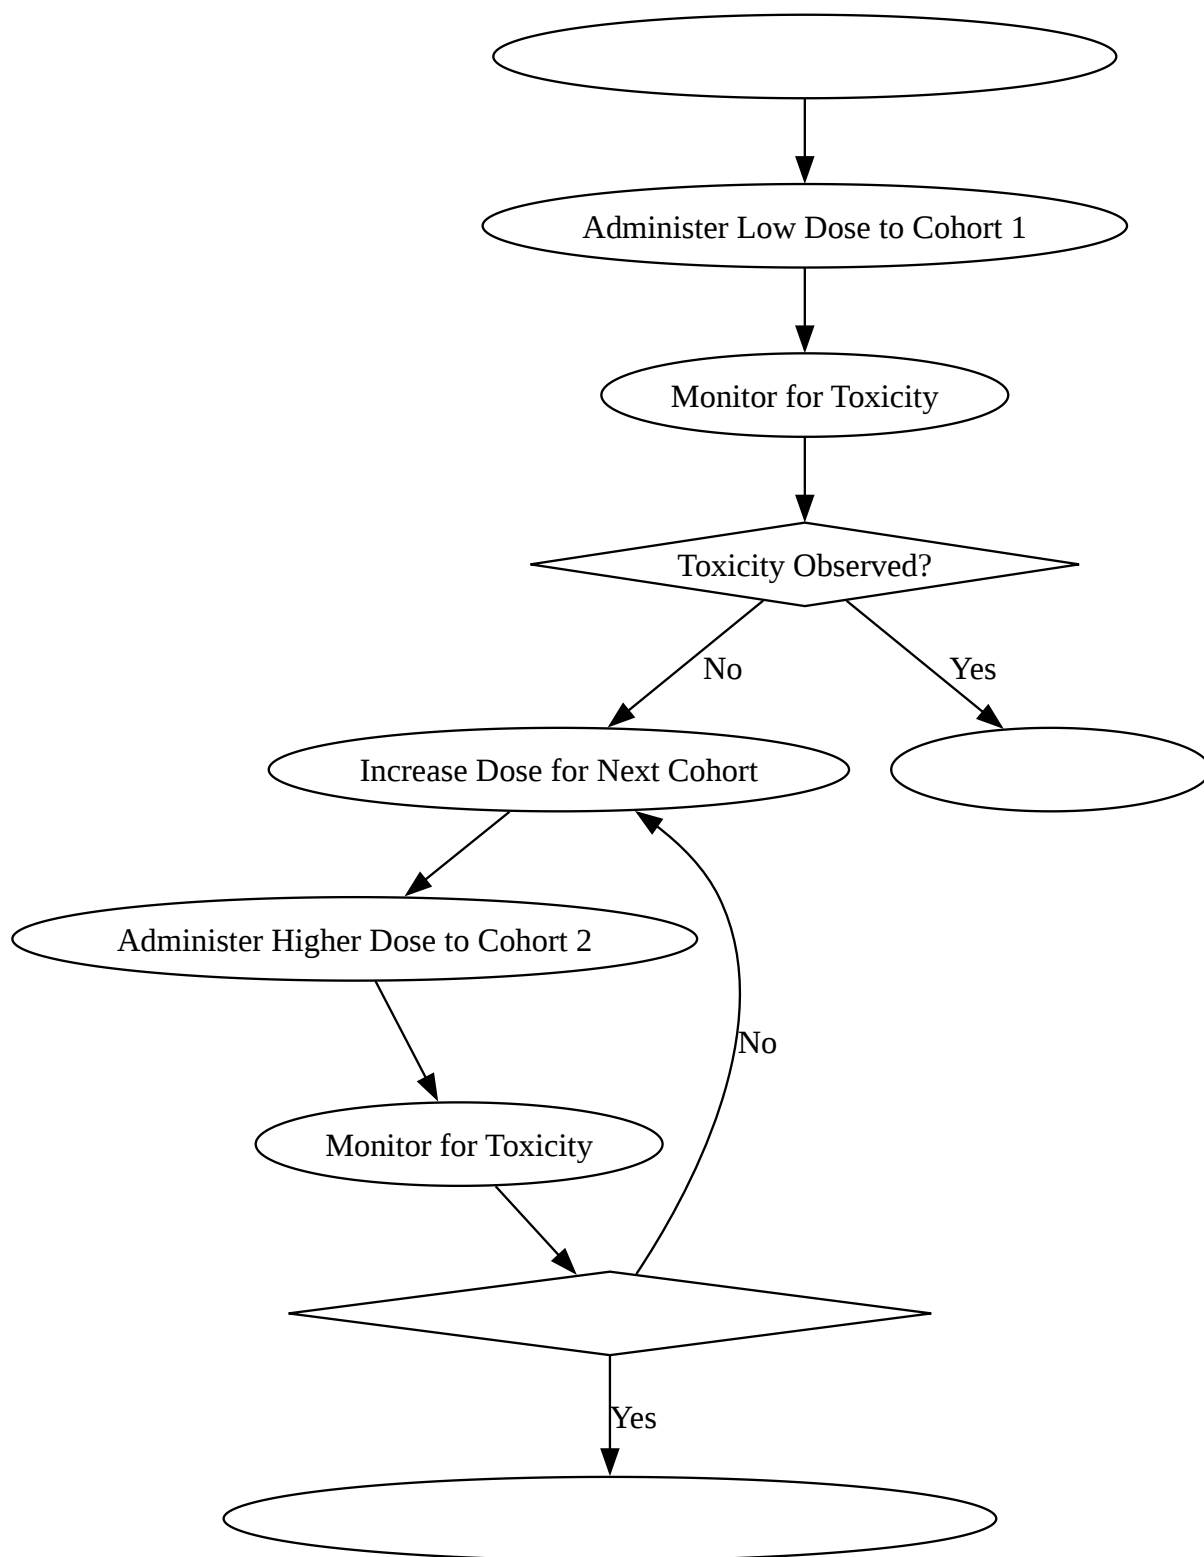 Administer Low Dose to Cohort 1
Monitor for Toxicity
Toxicity Observed?
No
Yes
Increase Dose for Next Cohort
Administer Higher Dose to Cohort 2
No
Monitor for Toxicity
Yes